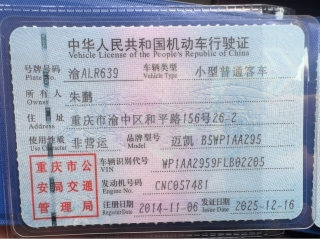 中华人民共和国机动车行驶证
Vehicle License of the People's Republic of China
号牌号码 渝ALR639 车辆类型 小型普通客车
Plate No. Vehicle Type
所有人 朱鹏
Owner
住址 重庆市渝中区和平路156号26-2
Address
使用性质 非营运 品牌型号 迈凯 B5WP1AA295
Use Character Model
重庆市公安局交通管理局
车辆识别代号 WP1AA2959FLB02205
VIN
发动机号码 CNC057481
Engine No.
注册日期 2014-11-06 发证日期 2025-12-16
Register Date Issue Date